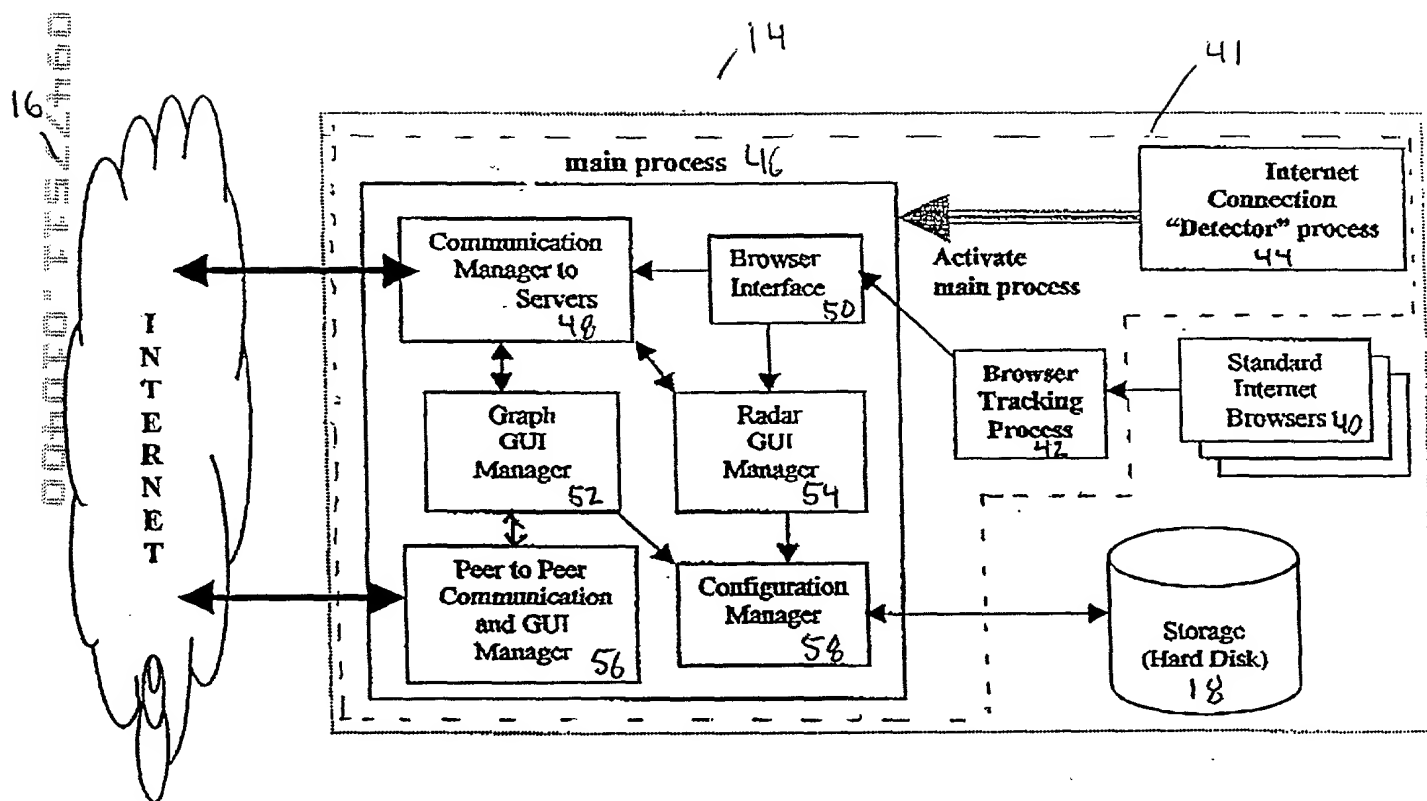 14
41
16
main process 46
Internet
Connection
"Detector" process
44
Activate
main process
Communication
Manager to
Servers
48
Browser
Interface
50
INTERNET
Browser
Tracking
Process
42
Standard
Internet
Browsers 40
Graph
GUI
Manager
52
Radar
GUI
Manager
54
Peer to Peer
Communication
and GUI
Manager
56
Configuration
Manager
58
Storage
(Hard Disk)
18